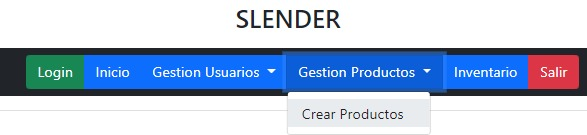 SLENDER
Login Inicio Gestion Usuarios Gestion Productos Inventario Salir
Crear Productos